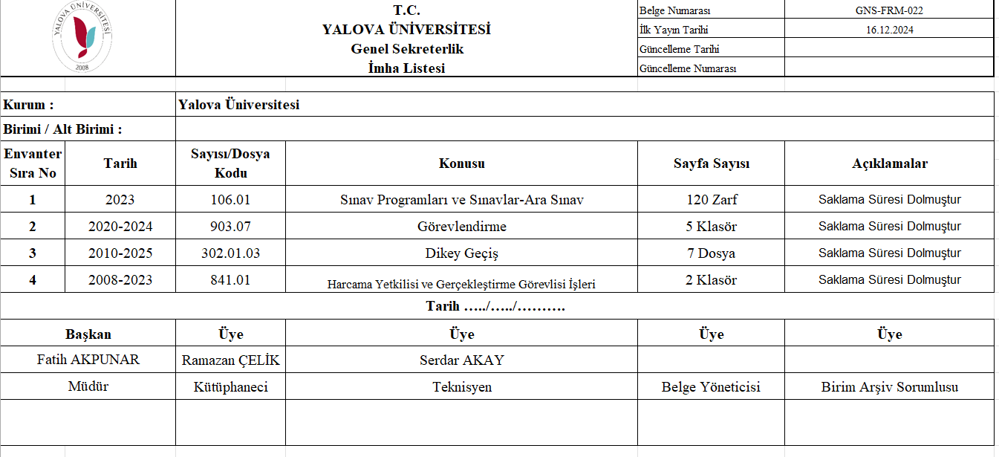 YALOVA ÜNİVERSİTESİ
2008
T.C.
YALOVA ÜNİVERSİTESİ
Genel Sekreterlik
İmha Listesi
Belge Numarası GNS-FRM-022
İlk Yayın Tarihi 16.12.2024
Güncelleme Tarihi
Güncelleme Numarası
Kurum : Yalova Üniversitesi
Birimi / Alt Birimi :
Envanter Sıra No Tarih Sayısı/Dosya Kodu Konusu Sayfa Sayısı Açıklamalar
1 2023 106.01 Sınav Programları ve Sınavlar-Ara Sınav 120 Zarf Saklama Süresi Dolmuştur
2 2020-2024 903.07 Görevlendirme 5 Klasör Saklama Süresi Dolmuştur
3 2010-2025 302.01.03 Dikey Geçiş 7 Dosya Saklama Süresi Dolmuştur
4 2008-2023 841.01 Harcama Yetkilisi ve Gerçekleştirme Görevlisi İşleri 2 Klasör Saklama Süresi Dolmuştur
Tarih …../…../……….
Başkan Üye Üye Üye Üye
Fatih AKPUNAR Ramazan ÇELİK Serdar AKAY
Müdür Kütüphaneci Teknisyen Belge Yöneticisi Birim Arşiv Sorumlusu